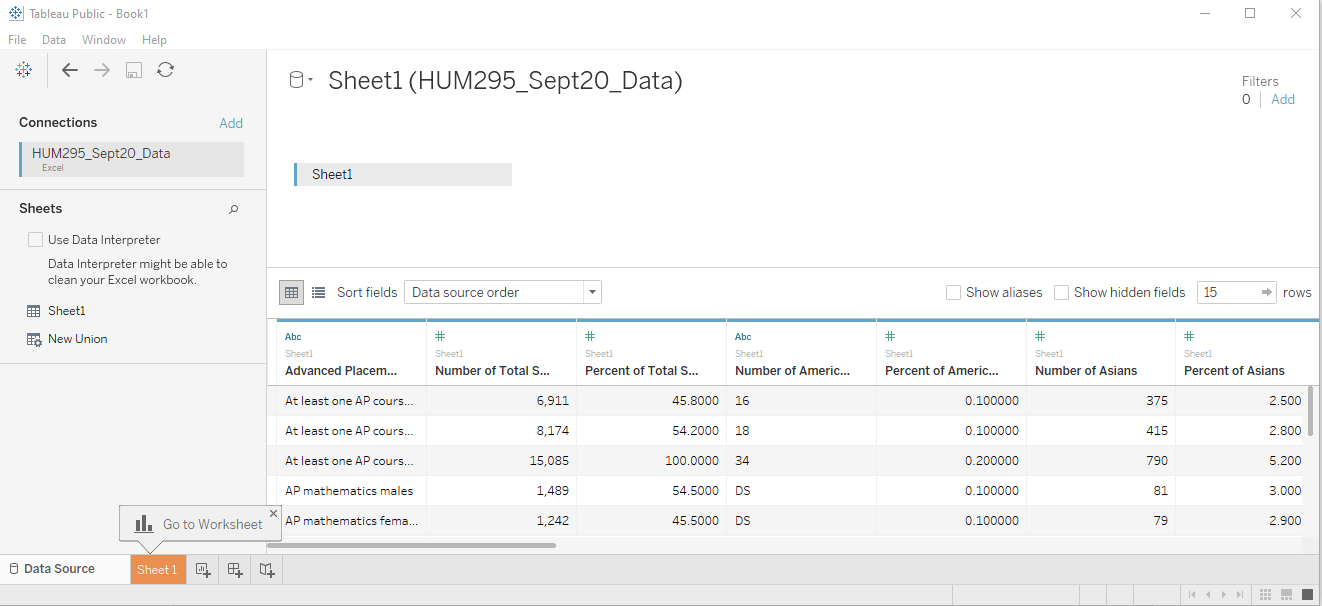 Tableau Public - Book1
File Data Window Help
Connections Add
HUM295_Sept20_Data
Excel
Sheets
Use Data Interpreter
Data Interpreter might be able to
clean your Excel workbook.
Sheet1
New Union
Sheet1 (HUM295_Sept20_Data)
Filters
0 Add
Sheet1
Sort fields Data source order Show aliases Show hidden fields 15 rows
Abc # # Abc # # #
Sheet1 Sheet1 Sheet1 Sheet1 Sheet1 Sheet1 Sheet1
Advanced Placem... Number of Total S... Percent of Total S... Number of Americ... Percent of Americ... Number of Asians Percent of Asians
At least one AP cours... 6,911 45.8000 16 0.100000 375 2.500
At least one AP cours... 8,174 54.2000 18 0.100000 415 2.800
At least one AP cours... 15,085 100.0000 34 0.200000 790 5.200
AP mathematics males 1,489 54.5000 DS 0.100000 81 3.000
AP mathematics fema... 1,242 45.5000 DS 0.100000 79 2.900
Go to Worksheet
Data Source Sheet 1